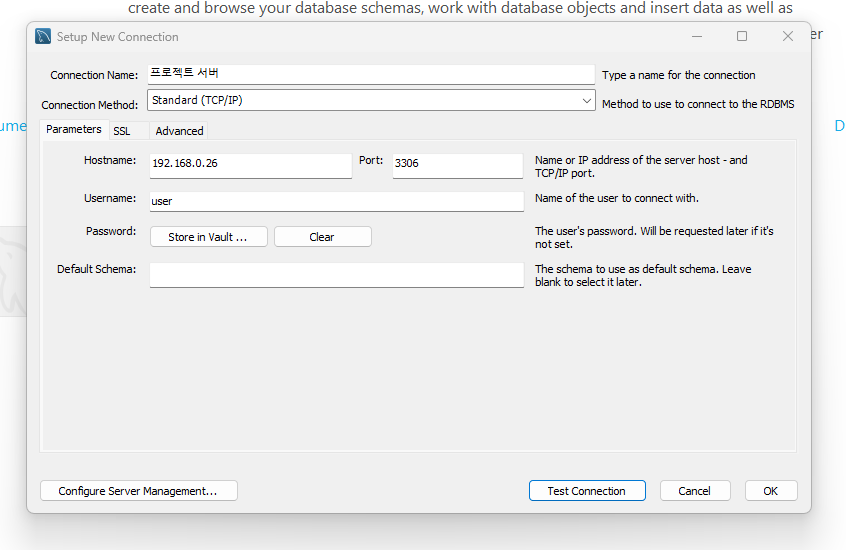 create and browse your database schemas, work with database objects and insert data as well as
er
Setup New Connection
Connection Name: 프로젝트 서버 Type a name for the connection
Connection Method: Standard (TCP/IP) Method to use to connect to the RDBMS
ume
D
Parameters SSL Advanced
Hostname: 192.168.0.26 Port: 3306 Name or IP address of the server host - and
TCP/IP port.
Username: user Name of the user to connect with.
Password: Store in Vault ... Clear The user's password. Will be requested later if it's
not set.
Default Schema: The schema to use as default schema. Leave
blank to select it later.
Configure Server Management... Test Connection Cancel OK